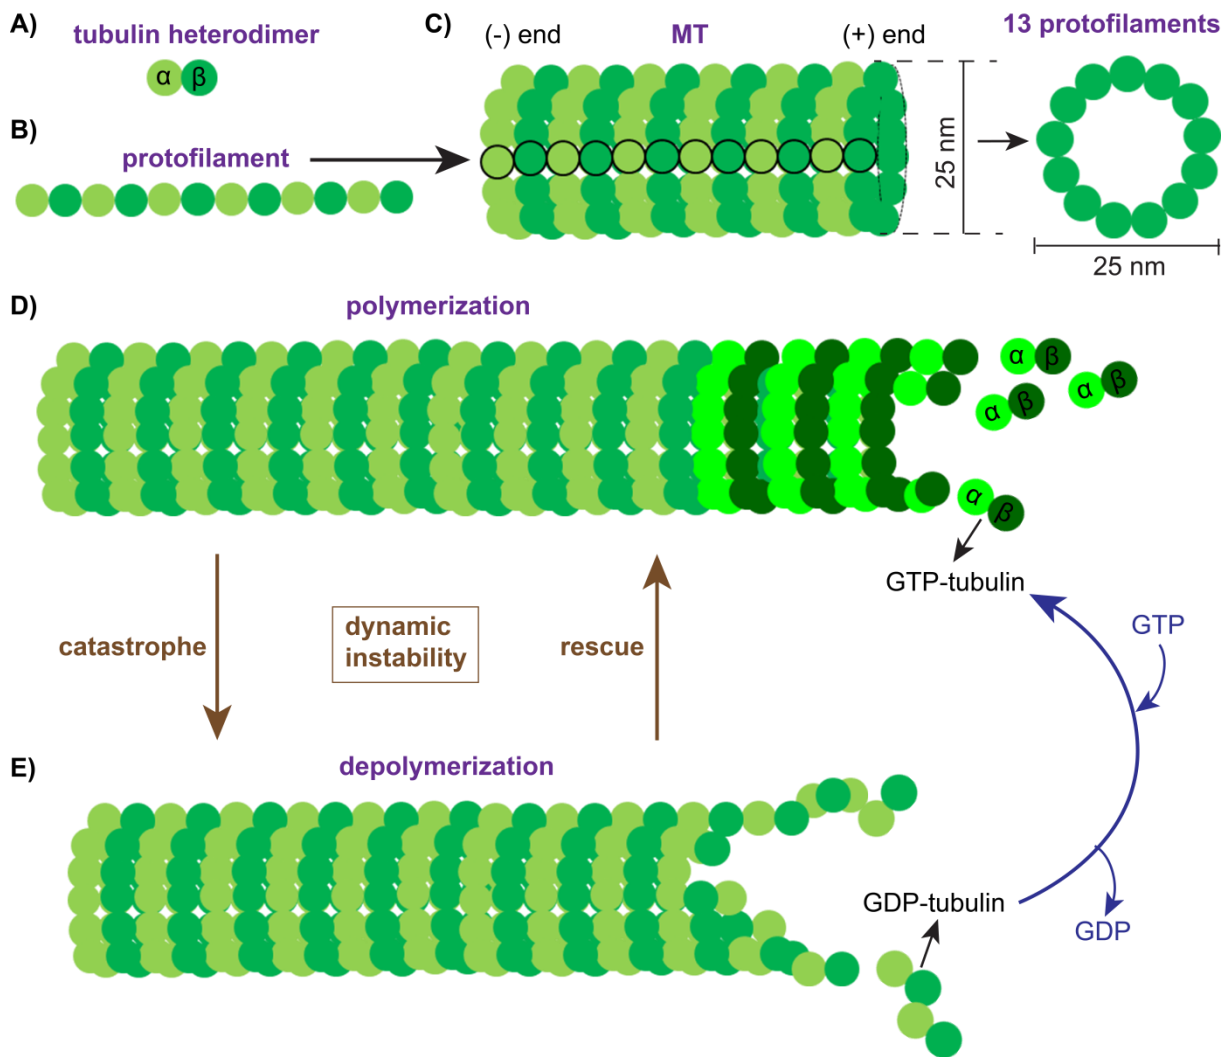 A)
tubulin heterodimer
α β
B)
protofilament
C)
(-) end
MT
(+) end
25 nm
13 protofilaments
25 nm
D)
polymerization
α β
α β
α β
α β
GTP-tubulin
catastrophe
dynamic
instability
rescue
GTP
E)
depolymerization
GDP-tubulin
GDP